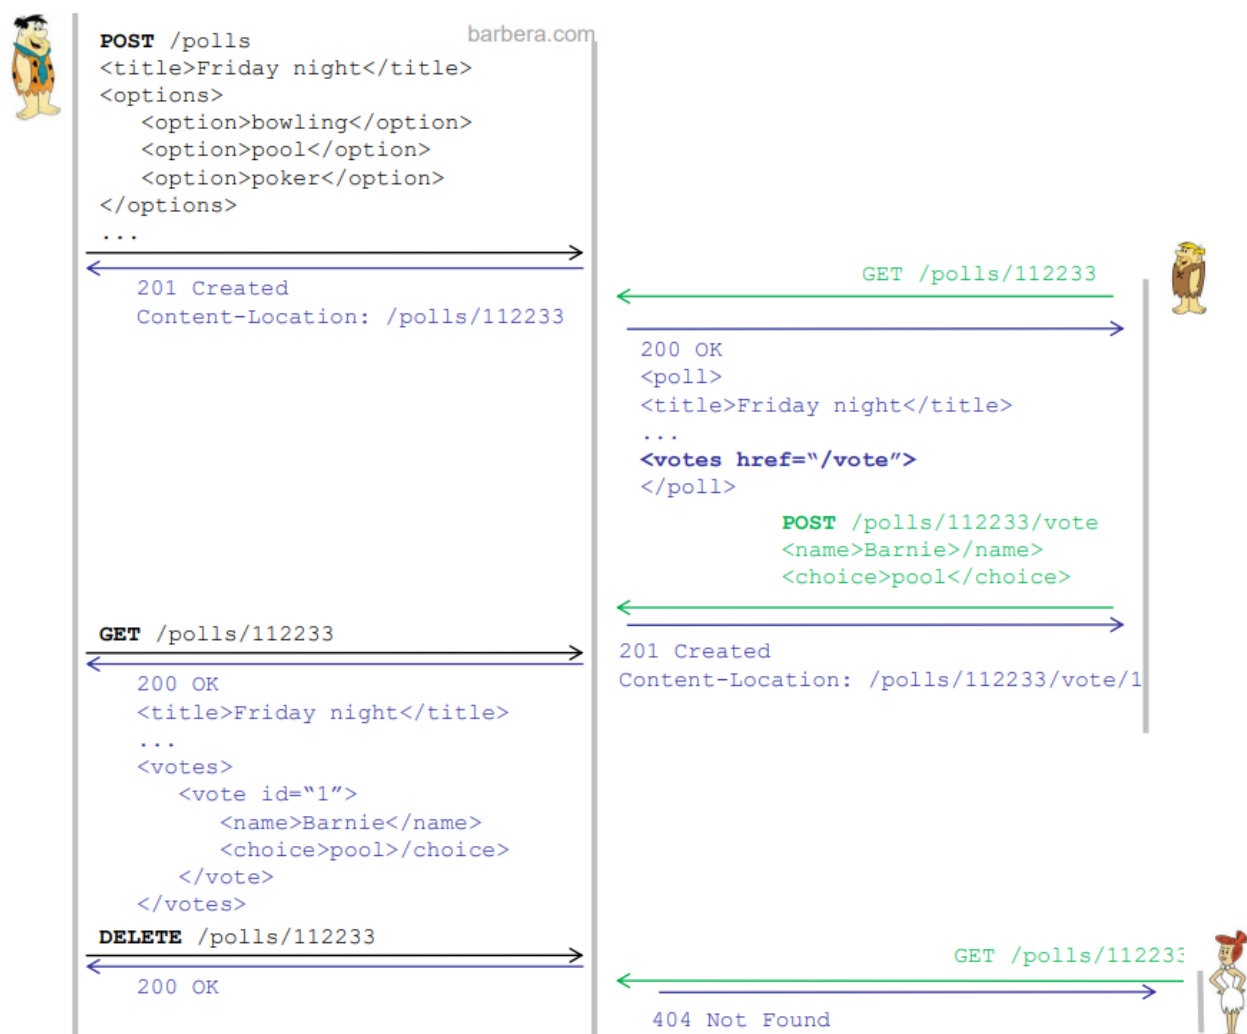 barbera.com
POST /polls
<title>Friday night</title>
<options>
<option>bowling</option>
<option>pool</option>
<option>poker</option>
</options>
...
201 Created
Content-Location: /polls/112233
GET /polls/112233
200 OK
<poll>
<title>Friday night</title>
...
<votes href=“/vote”>
</poll>
POST /polls/112233/vote
<name>Barnie>/name>
<choice>pool</choice>
201 Created
Content-Location: /polls/112233/vote/1
GET /polls/112233
200 OK
<title>Friday night</title>
...
<votes>
<vote id=“1”>
<name>Barnie</name>
<choice>pool>/choice>
</vote>
</votes>
DELETE /polls/112233
200 OK
GET /polls/112233
404 Not Found